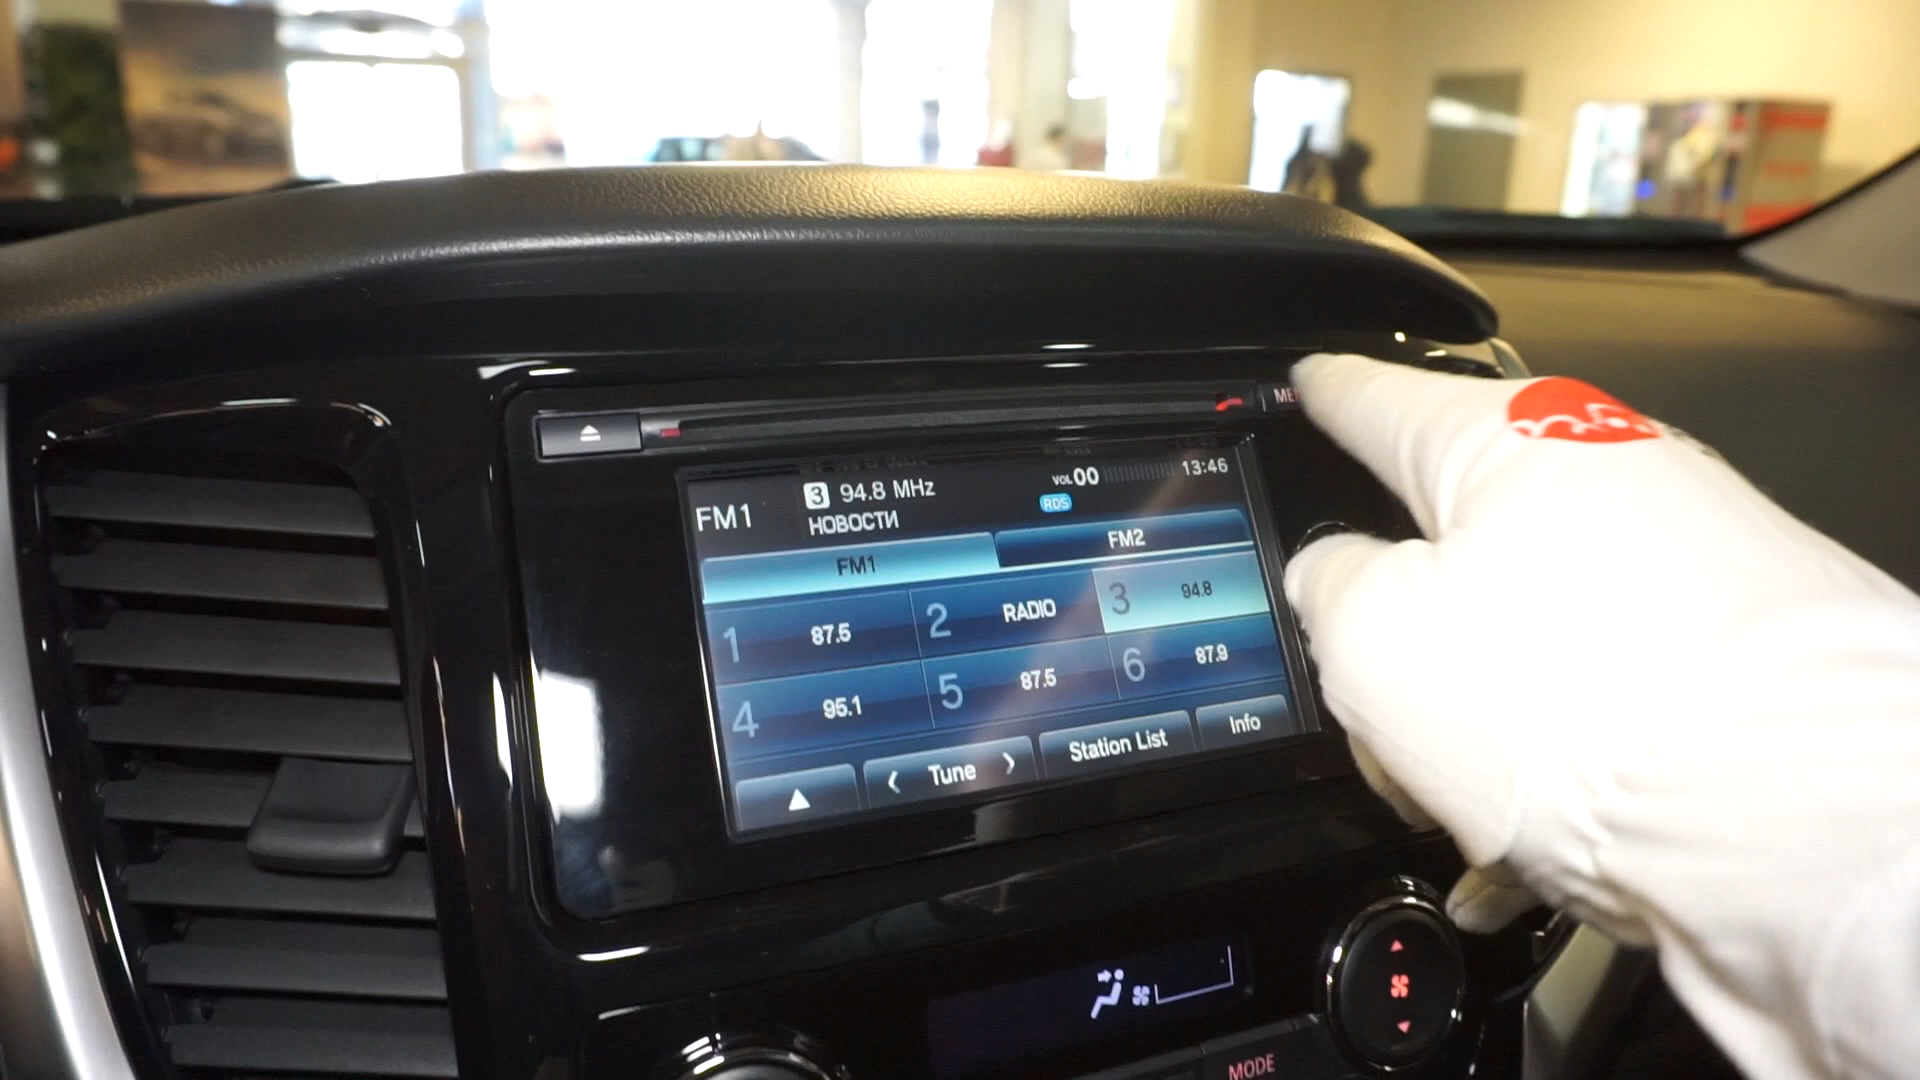 FM1
3 94.8 MHz
VOL 00
13:46
НОВОСТИ
RDS
FM1
FM2
1 87.5
2 RADIO
3 94.8
4 95.1
5 87.5
6 87.9
Tune
Station List
Info
MODE